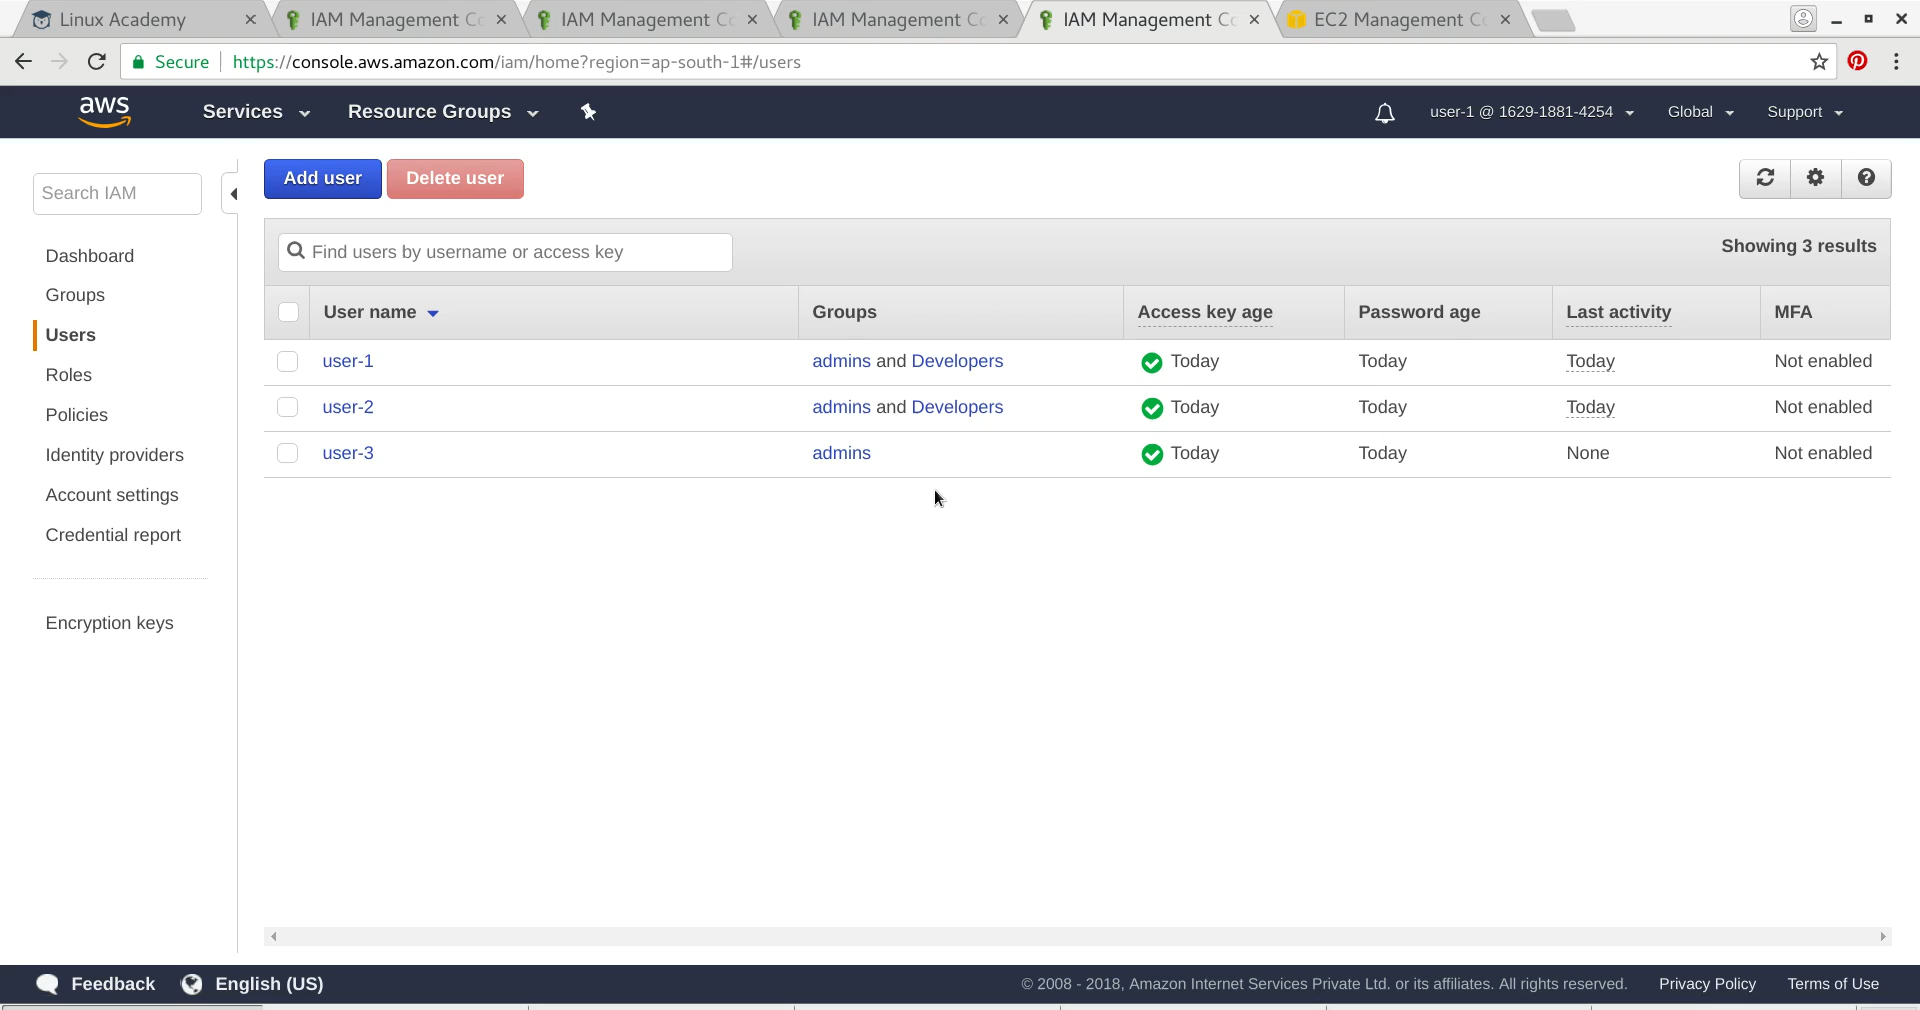 Linux Academy IAM Management Co IAM Management Co IAM Management Co IAM Management Co EC2 Management Co
Secure https://console.aws.amazon.com/iam/home?region=ap-south-1#/users
aws Services Resource Groups user-1 @ 1629-1881-4254 Global Support
Search IAM
Dashboard
Groups
Users
Roles
Policies
Identity providers
Account settings
Credential report
Encryption keys
Add user Delete user
Find users by username or access key Showing 3 results
User name Groups Access key age Password age Last activity MFA
user-1 admins and Developers Today Today Today Not enabled
user-2 admins and Developers Today Today Today Not enabled
user-3 admins Today Today None Not enabled
Feedback English (US) © 2008 - 2018, Amazon Internet Services Private Ltd. or its affiliates. All rights reserved. Privacy Policy Terms of Use